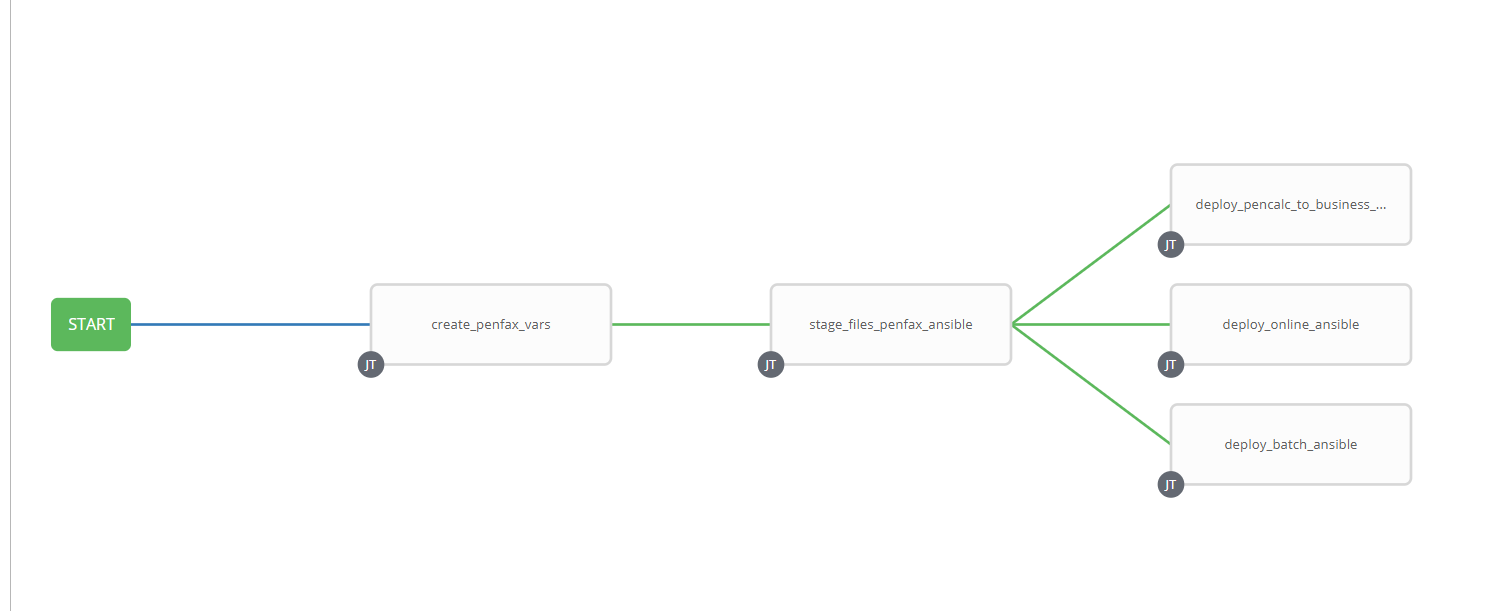 START
create_penfax_vars
JT
stage_files_penfax_ansible
JT
deploy_pencalc_to_business_...
JT
deploy_online_ansible
JT
deploy_batch_ansible
JT